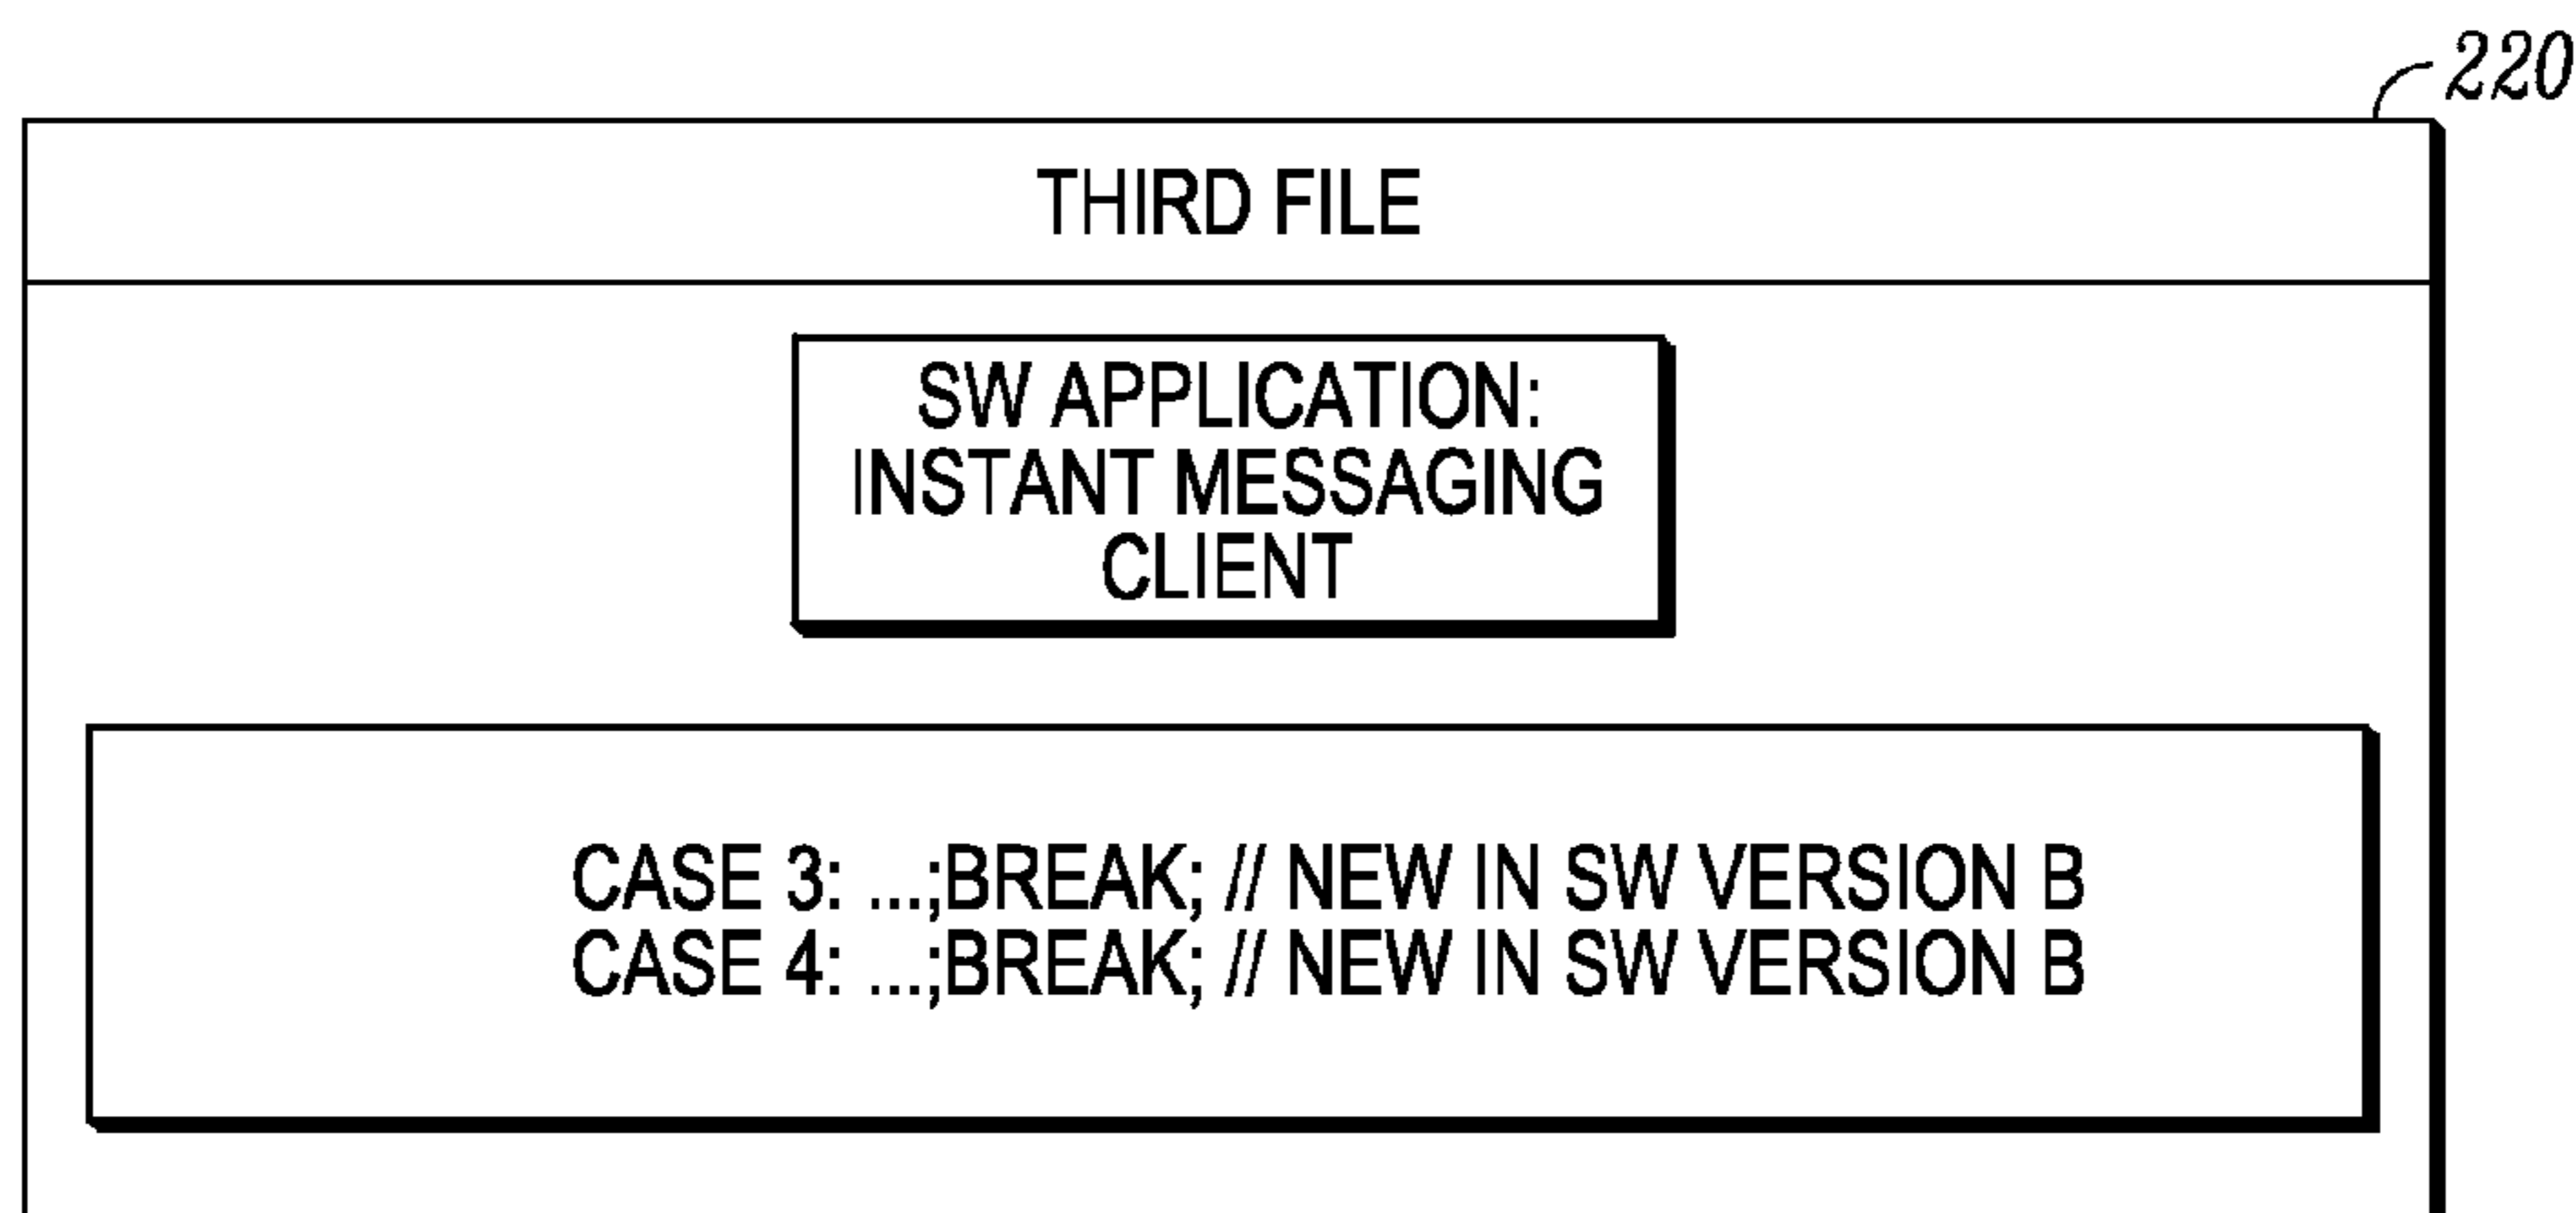 220
THIRD FILE
SW APPLICATION:
INSTANT MESSAGING
CLIENT
CASE 3: ...;BREAK; // NEW IN SW VERSION B
CASE 4: ...;BREAK; // NEW IN SW VERSION B